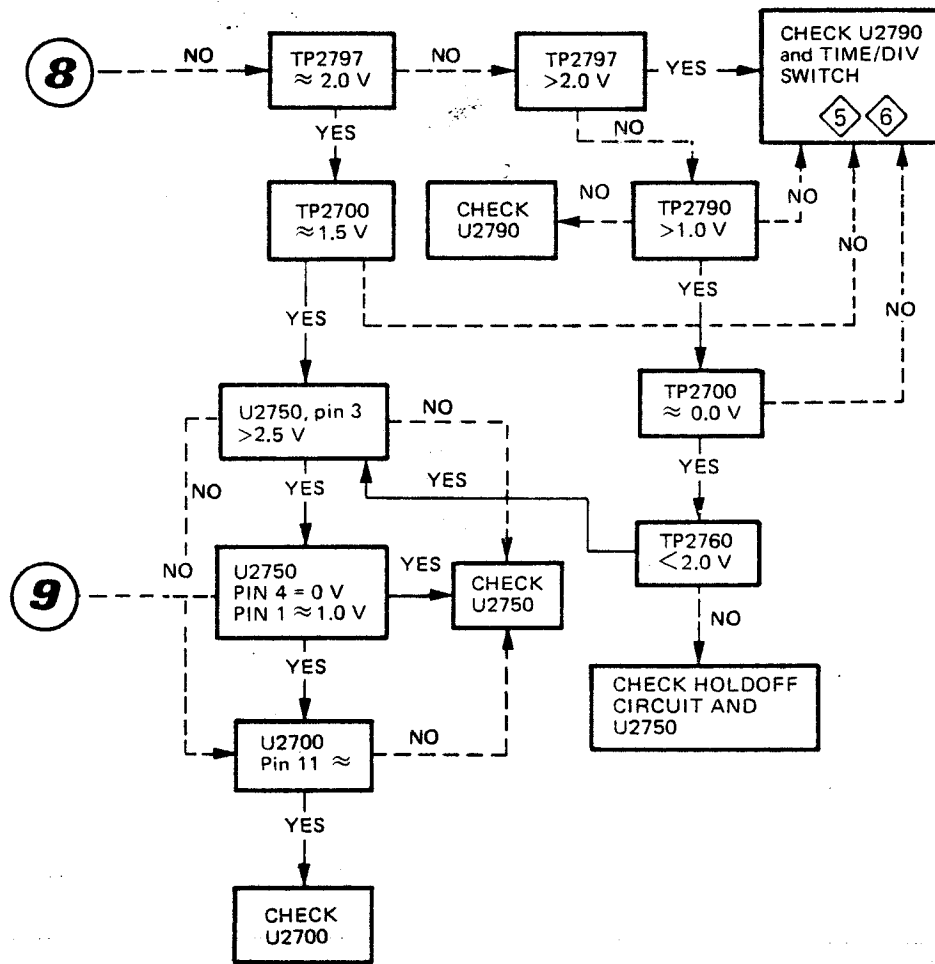 8
NO
TP2797
≈ 2.0 V
NO
TP2797
>2.0 V
YES
CHECK U2790
and TIME/DIV
SWITCH
5 6
YES
NO
TP2700
≈1.5 V
CHECK
U2790
NO
TP2790
>1.0 V
NO
NO
YES
YES
NO
U2750, pin 3
>2.5 V
NO
TP2700
≈ 0.0 V
YES
NO
YES
YES
TP2760
<2.0 V
9
NO
U2750
PIN 4 = 0 V
PIN 1 ≈ 1.0 V
YES
CHECK
U2750
NO
YES
CHECK HOLDOFF
CIRCUIT AND
U2750
U2700
Pin 11 ≈
NO
YES
CHECK
U2700